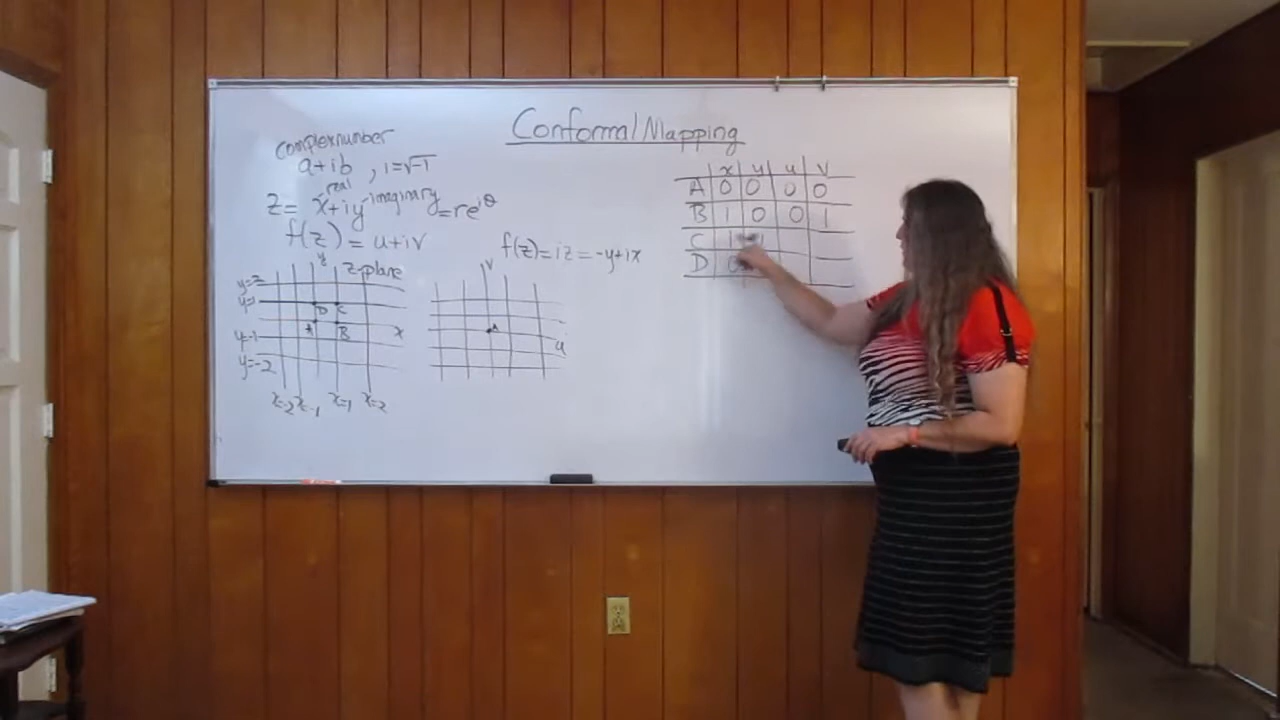 Conformal Mapping
complex number
a+ib , i=√-1
z= x+iy =re^iθ
real
imaginary
f(z) = u+iv
y
z-plane
y=2
y=1
D C
A B
x
y=-1
y=-2
x=-2 x=-1 x=1 x=2
f(z)=iz=-y+ix
v
A
u
x y u v
A 0 0 0 0
B 1 0 0 1
C 1
D 0